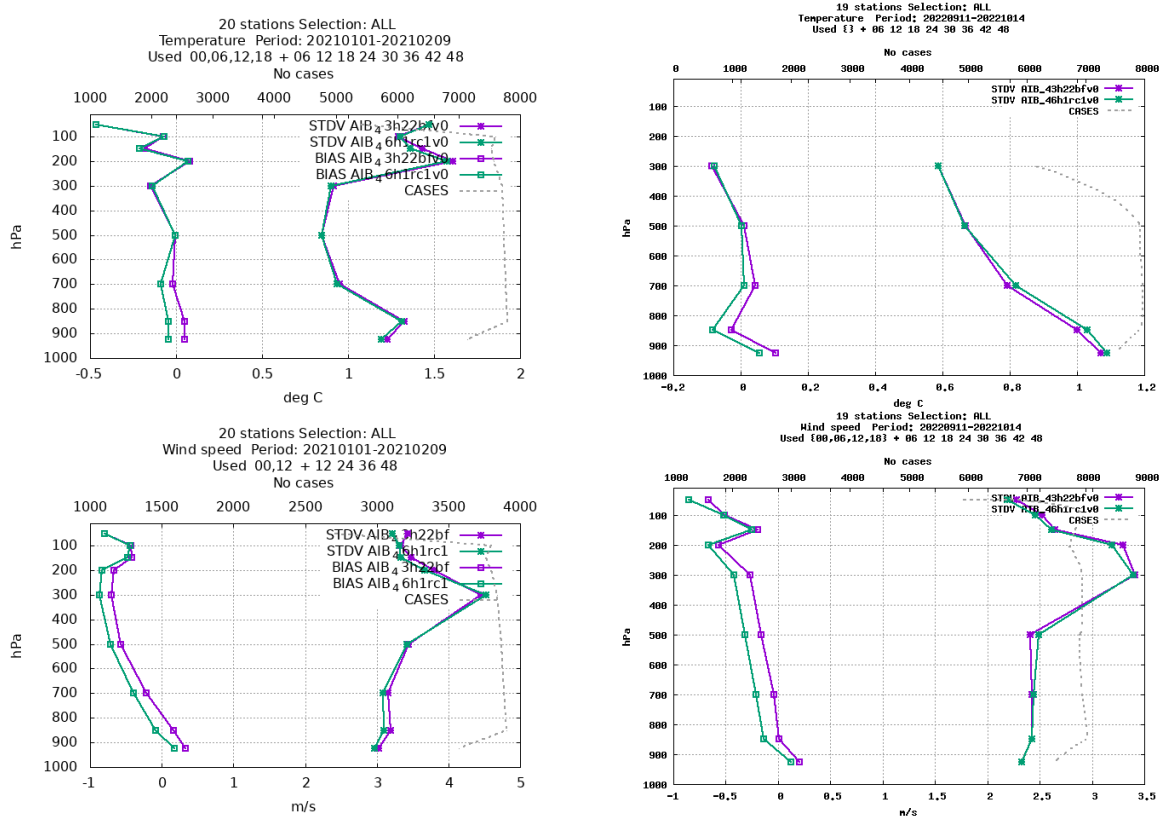 20 stations Selection: ALL
Temperature Period: 20210101-20210209
Used 00,06,12,18 + 06 12 18 24 30 36 42 48
No cases
1000 2000 3000 4000 5000 6000 7000 8000
STDV AIB_43h22bfv0
STDV AIB_46h1rc1v0
BIAS AIB_43h22bfv0
BIAS AIB_46h1rc1v0
CASES
100
200
300
400
500
600
700
800
900
1000
hPa
-0.5 0 0.5 1 1.5 2
deg C
19 stations Selection: ALL
Temperature Period: 20220911-20221014
Used {} + 06 12 18 24 30 36 42 48
No cases
0 1000 2000 3000 4000 5000 6000 7000 8000
STDV AIB_43h22bfv0
STDV AIB_46h1rc1v0
CASES
100
200
300
400
500
600
700
800
900
1000
hPa
-0.2 0 0.2 0.4 0.6 0.8 1 1.2
deg C
20 stations Selection: ALL
Wind speed Period: 20210101-20210209
Used 00,12 + 12 24 36 48
No cases
1000 1500 2000 2500 3000 3500 4000
STDV AIB_43h22bf
STDV AIB_46h1rc1
BIAS AIB_43h22bf
BIAS AIB_46h1rc1
CASES
100
200
300
400
500
600
700
800
900
1000
hPa
-1 0 1 2 3 4 5
m/s
19 stations Selection: ALL
Wind speed Period: 20220911-20221014
Used {00,06,12,18} + 06 12 18 24 30 36 42 48
No cases
1000 2000 3000 4000 5000 6000 7000 8000 9000
STDV AIB_43h22bfv0
STDV AIB_46h1rc1v0
CASES
100
200
300
400
500
600
700
800
900
1000
hPa
-1 -0.5 0 0.5 1 1.5 2 2.5 3 3.5
m/s